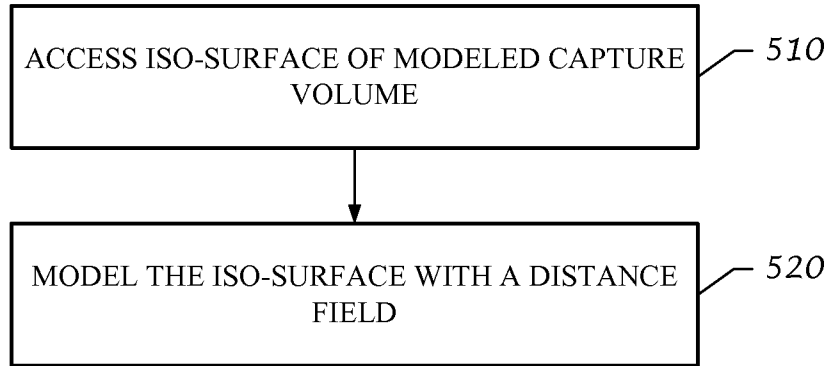 ACCESS ISO-SURFACE OF MODELED CAPTURE
VOLUME
510
MODEL THE ISO-SURFACE WITH A DISTANCE
FIELD
520